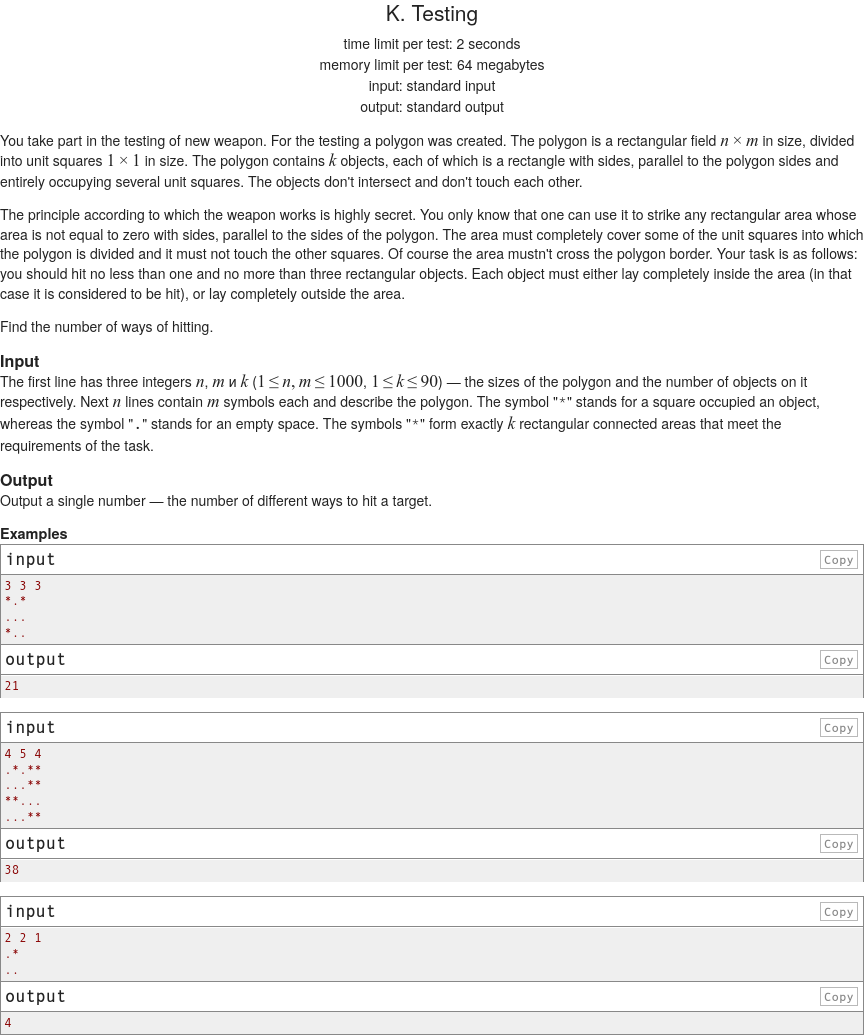 K. Testing
time limit per test: 2 seconds
memory limit per test: 64 megabytes
input: standard input
output: standard output
You take part in the testing of new weapon. For the testing a polygon was created. The polygon is a rectangular field n × m in size, divided
into unit squares 1 × 1 in size. The polygon contains k objects, each of which is a rectangle with sides, parallel to the polygon sides and
entirely occupying several unit squares. The objects don't intersect and don't touch each other.
The principle according to which the weapon works is highly secret. You only know that one can use it to strike any rectangular area whose
area is not equal to zero with sides, parallel to the sides of the polygon. The area must completely cover some of the unit squares into which
the polygon is divided and it must not touch the other squares. Of course the area mustn't cross the polygon border. Your task is as follows:
you should hit no less than one and no more than three rectangular objects. Each object must either lay completely inside the area (in that
case it is considered to be hit), or lay completely outside the area.
Find the number of ways of hitting.
Input
The first line has three integers n, m и k (1 ≤ n, m ≤ 1000, 1 ≤ k ≤ 90) — the sizes of the polygon and the number of objects on it
respectively. Next n lines contain m symbols each and describe the polygon. The symbol "*" stands for a square occupied an object,
whereas the symbol "." stands for an empty space. The symbols "*" form exactly k rectangular connected areas that meet the
requirements of the task.
Output
Output a single number — the number of different ways to hit a target.
Examples
input Copy
3 3 3
*.*
...
*..
output Copy
21
input Copy
4 5 4
.*.**
...**
**...
...**
output Copy
38
input Copy
2 2 1
.*
..
output Copy
4